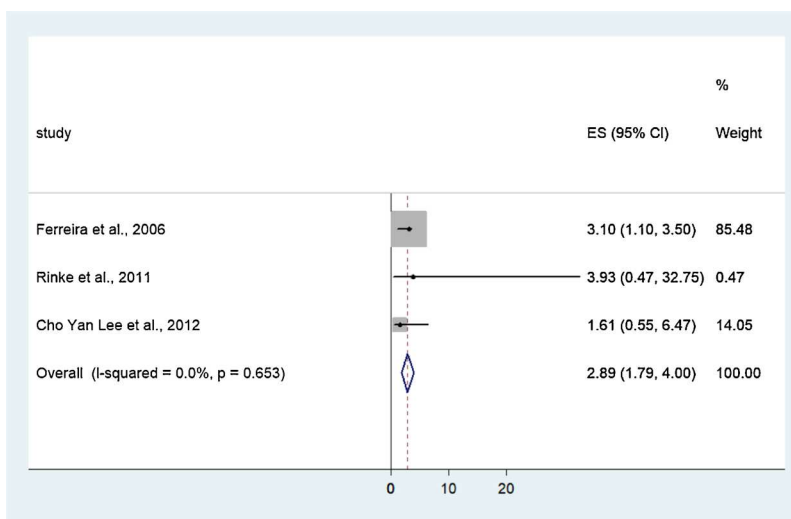 %
study ES (95% CI) Weight
Ferreira et al., 2006 3.10 (1.10, 3.50) 85.48
Rinke et al., 2011 3.93 (0.47, 32.75) 0.47
Cho Yan Lee et al., 2012 1.61 (0.55, 6.47) 14.05
Overall (I-squared = 0.0%, p = 0.653) 2.89 (1.79, 4.00) 100.00
0 10 20